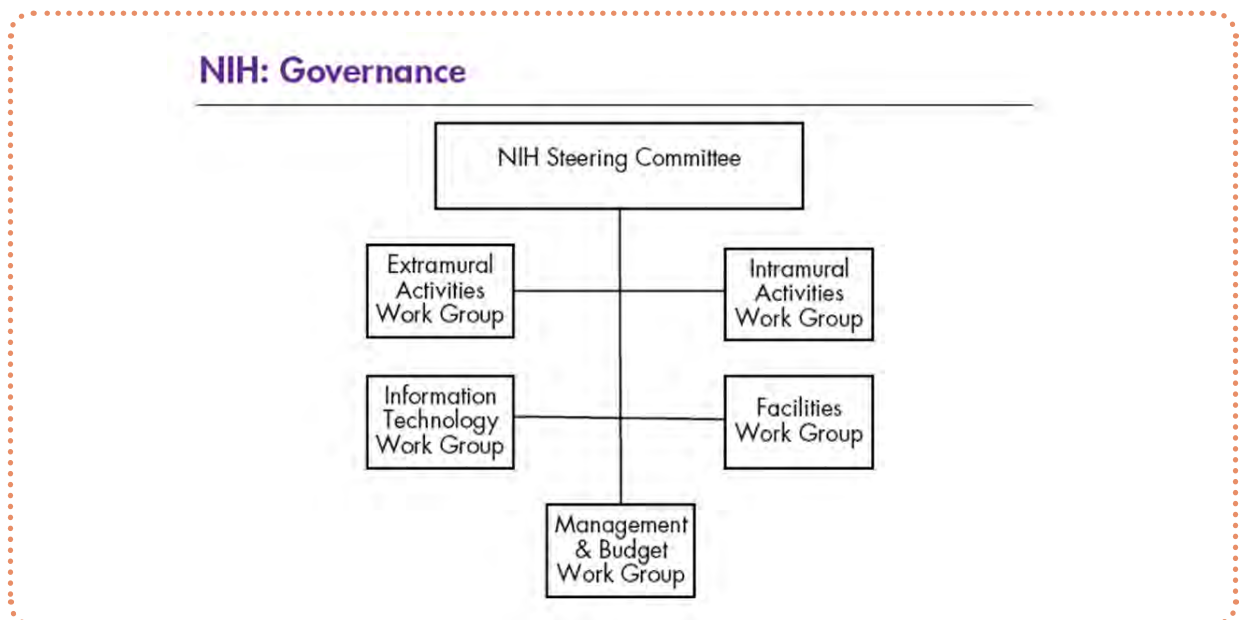 NIH: Governance
NIH Steering Committee
Extramural
Activities
Work Group
Intramural
Activities
Work Group
Information
Technology
Work Group
Facilities
Work Group
Management
& Budget
Work Group